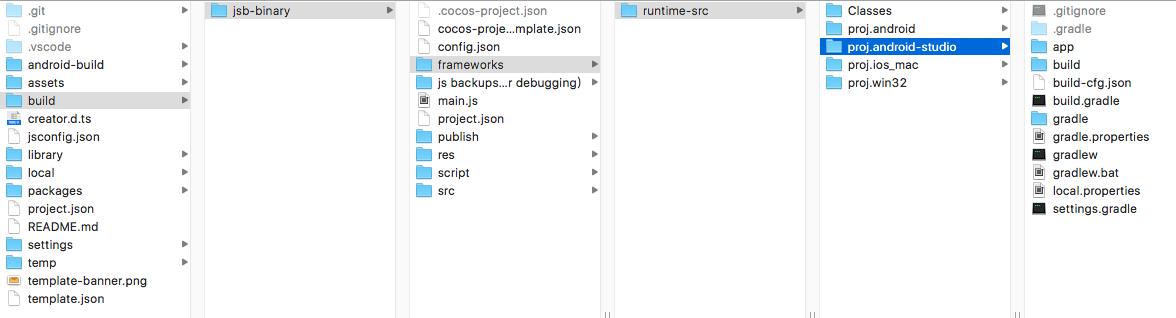 .git
.gitignore
.vscode
android-build
assets
build
creator.d.ts
jsconfig.json
library
local
packages
project.json
README.md
settings
temp
template-banner.png
template.json
jsb-binary
.cocos-project.json
cocos-proje...mplate.json
config.json
frameworks
js backups...r debugging)
main.js
project.json
publish
res
script
src
runtime-src
Classes
proj.android
proj.android-studio
proj.ios_mac
proj.win32
.gitignore
.gradle
app
build
build-cfg.json
build.gradle
gradle
gradle.properties
gradlew
gradlew.bat
local.properties
settings.gradle